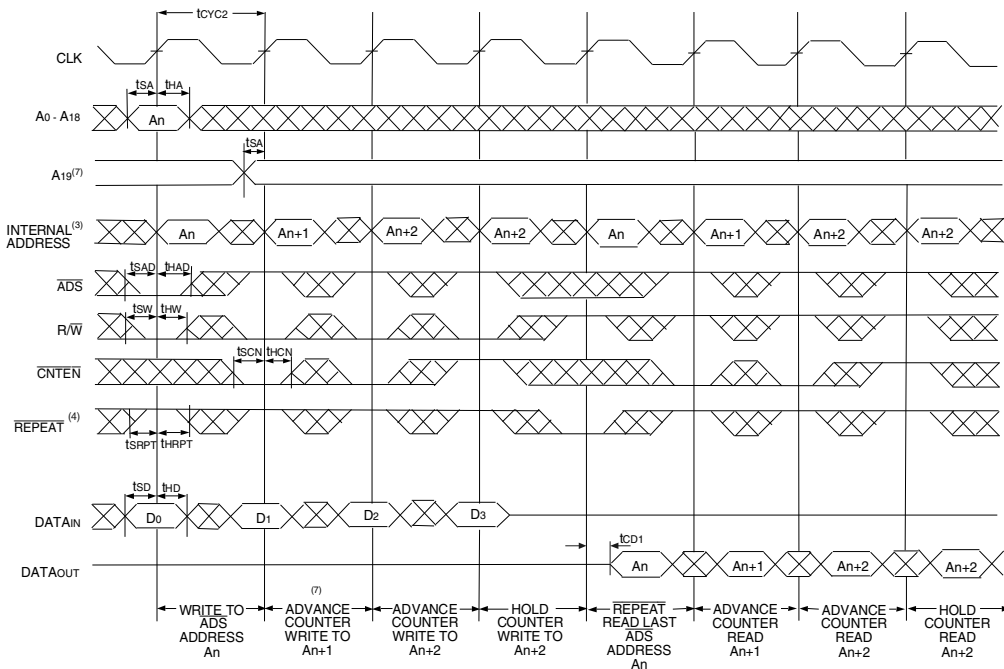 tCYC2
CLK
tSA tHA
A0 - A18
An
tSA
A19(7)
INTERNAL(3)
ADDRESS
An An+1 An+2 An+2 An An+1 An+2 An+2
tSAD tHAD
ADS
tSW tHW
R/W
tSCN tHCN
CNTEN
REPEAT (4)
tSRPT tHRPT
tSD tHD
DATAIN
D0 D1 D2 D3
tCD1
DATAOUT
An An+1 An+2 An+2
WRITE TO
ADS
ADDRESS
An
(7)
ADVANCE
COUNTER
WRITE TO
An+1
ADVANCE
COUNTER
WRITE TO
An+2
HOLD
COUNTER
WRITE TO
An+2
REPEAT
READ LAST
ADS
ADDRESS
An
ADVANCE
COUNTER
READ
An+1
ADVANCE
COUNTER
READ
An+2
HOLD
COUNTER
READ
An+2